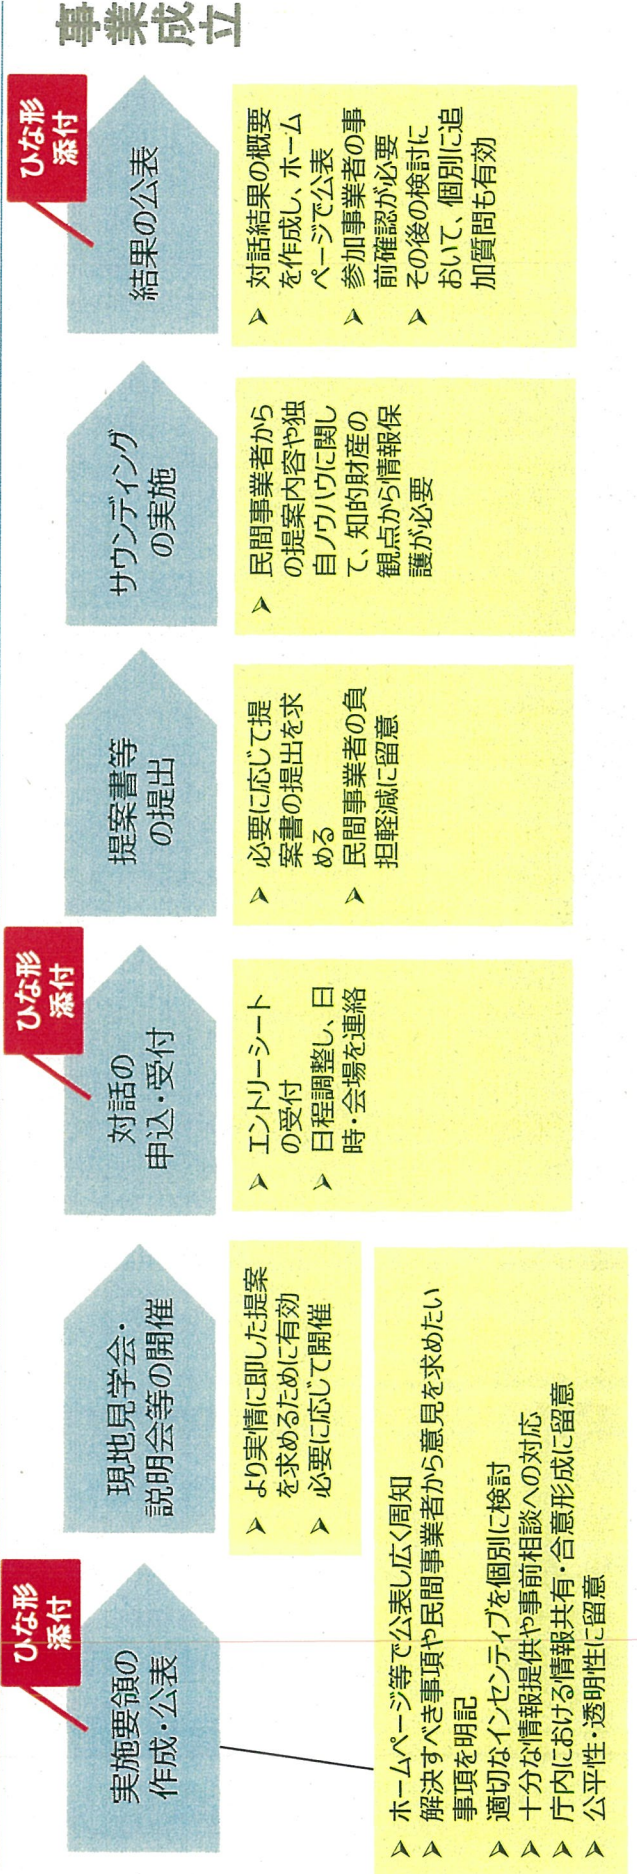 ひな形
添付
実施要領の
作成・公表
➢ ホームページ等で公表し広く周知
➢ 解決すべき事項や民間事業者から意見を求めたい
事項を明記
➢ 適切なインセンティブを個別に検討
➢ 十分な情報提供や事前相談への対応
➢ 庁内における情報共有・合意形成に留意
➢ 公平性・透明性に留意
現地見学会・
説明会等の開催
➢ より実情に即した提案
を求めるために有効
➢ 必要に応じて開催
ひな形
添付
対話の
申込・受付
➢ エントリーシート
の受付
➢ 日程調整し、日
時・会場を連絡
提案書等
の提出
➢ 必要に応じて提
案書の提出を求
める
➢ 民間事業者の負
担軽減に留意
サウンディング
の実施
➢ 民間事業者から
の提案内容や独
自ノウハウに関し
て、知的財産の
観点から情報保
護が必要
ひな形
添付
結果の公表
➢ 対話結果の概要
を作成し、ホーム
ページで公表
➢ 参加事業者の事
前確認が必要
➢ その後の検討に
おいて、個別に追
加質問も有効
事業成立